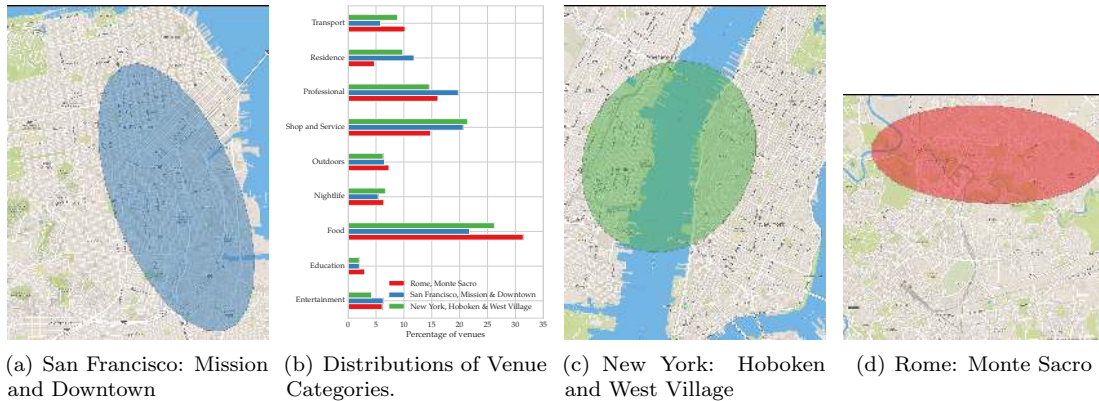 Transport
Residence
Professional
Shop and Service
Outdoors
Nightlife
Food
Education
Entertainment
Rome, Monte Sacro
San Francisco, Mission & Downtown
New York, Hoboken & West Village
0 5 10 15 20 25 30 35
Percentage of venues
(a) San Francisco: Mission
and Downtown
(b) Distributions of Venue
Categories.
(c) New York: Hoboken
and West Village
(d) Rome: Monte Sacro